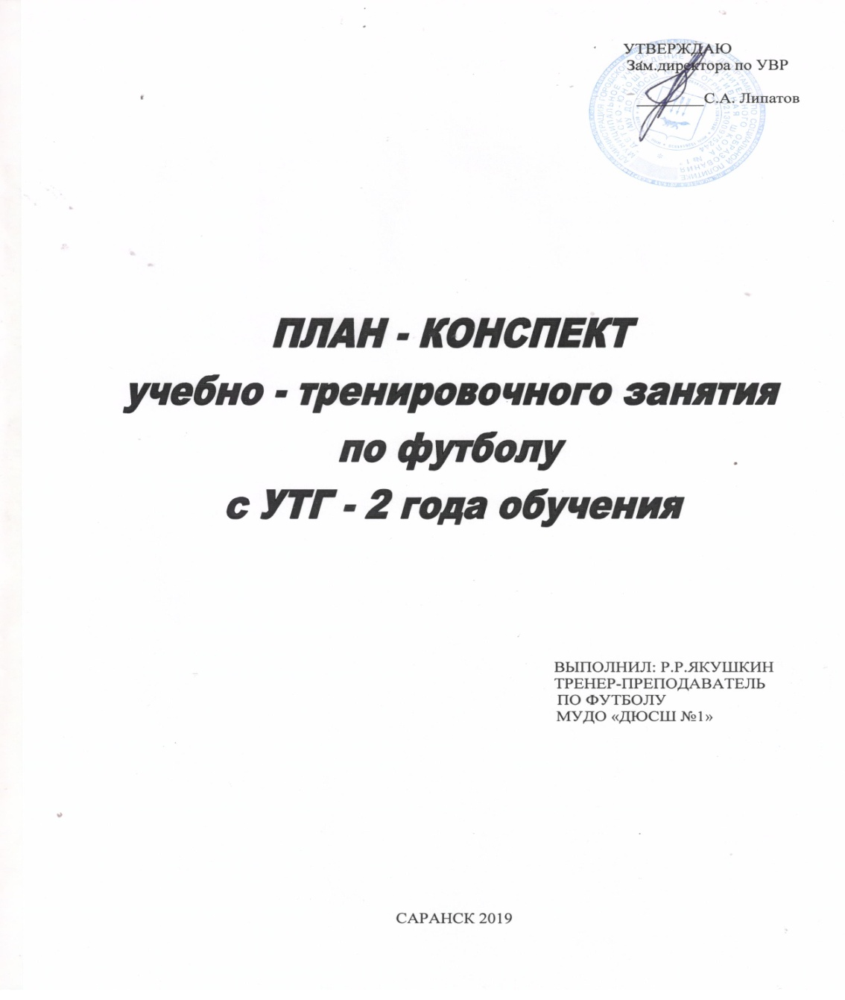 УТВЕРЖДАЮ
Зам.директора по УВР
С.А. Липатов
ПЛАН - КОНСПЕКТ
учебно - тренировочного занятия
по футболу
с УТГ - 2 года обучения
ВЫПОЛНИЛ: Р.Р.ЯКУШКИН
ТРЕНЕР-ПРЕПОДАВАТЕЛЬ
ПО ФУТБОЛУ
МУДО «ДЮСШ №1»
САРАНСК 2019